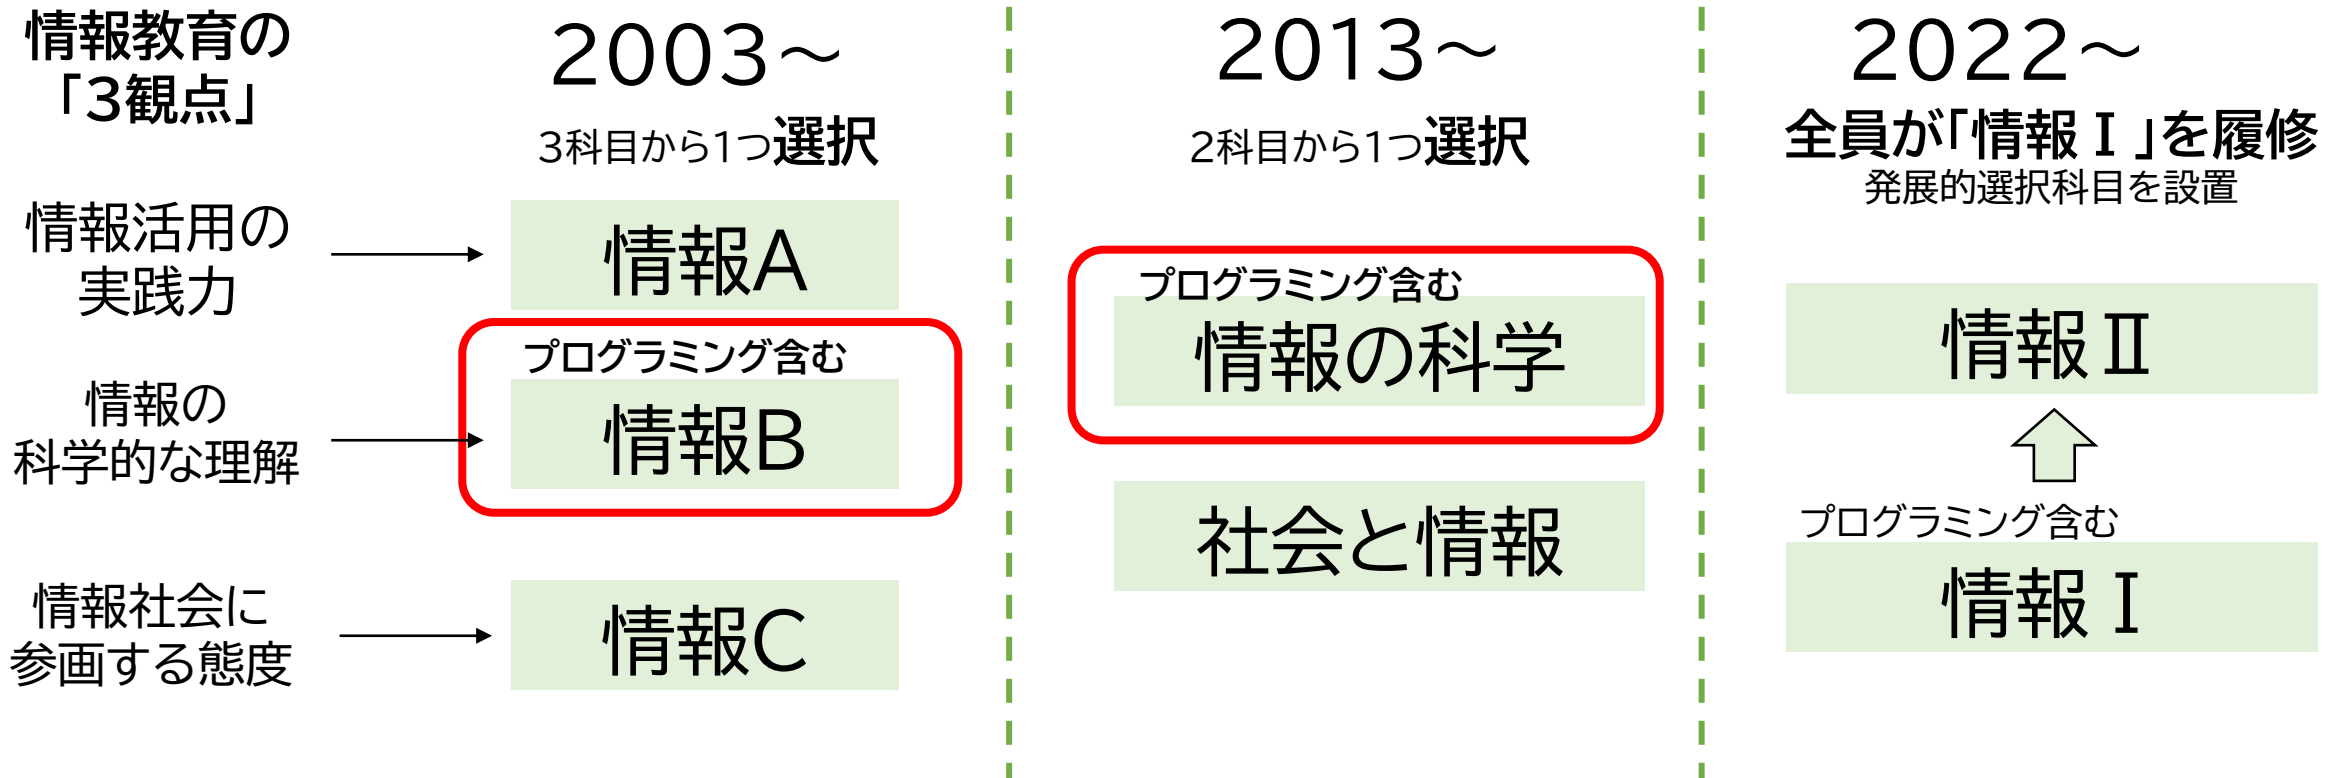 情報教育の
「3観点」
情報活用の
実践力
情報の
科学的な理解
情報社会に
参画する態度
2003～
3科目から1つ選択
情報A
プログラミング含む
情報B
情報C
2013～
2科目から1つ選択
プログラミング含む
情報の科学
社会と情報
2022～
全員が「情報Ⅰ」を履修
発展的選択科目を設置
情報Ⅱ
プログラミング含む
情報Ⅰ